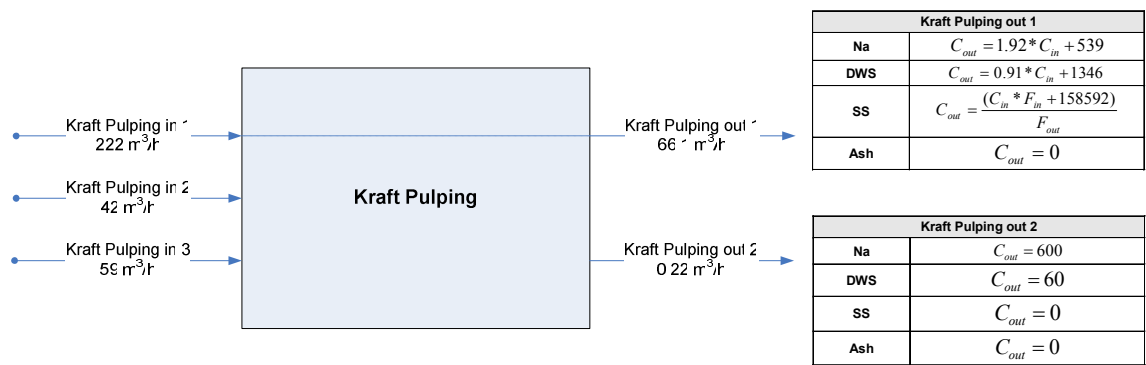 Kraft Pulping in 1
222 m³/h
Kraft Pulping in 2
42 m³/h
Kraft Pulping in 3
59 m³/h
Kraft Pulping
Kraft Pulping out 1
66 1 m³/h
Kraft Pulping out 2
0 22 m³/h
Kraft Pulping out 1
Na C_out = 1.92 * C_in + 539
DWS C_out = 0.91 * C_in + 1346
SS C_out = (C_in * F_in + 158592) / F_out
Ash C_out = 0
Kraft Pulping out 2
Na C_out = 600
DWS C_out = 60
SS C_out = 0
Ash C_out = 0